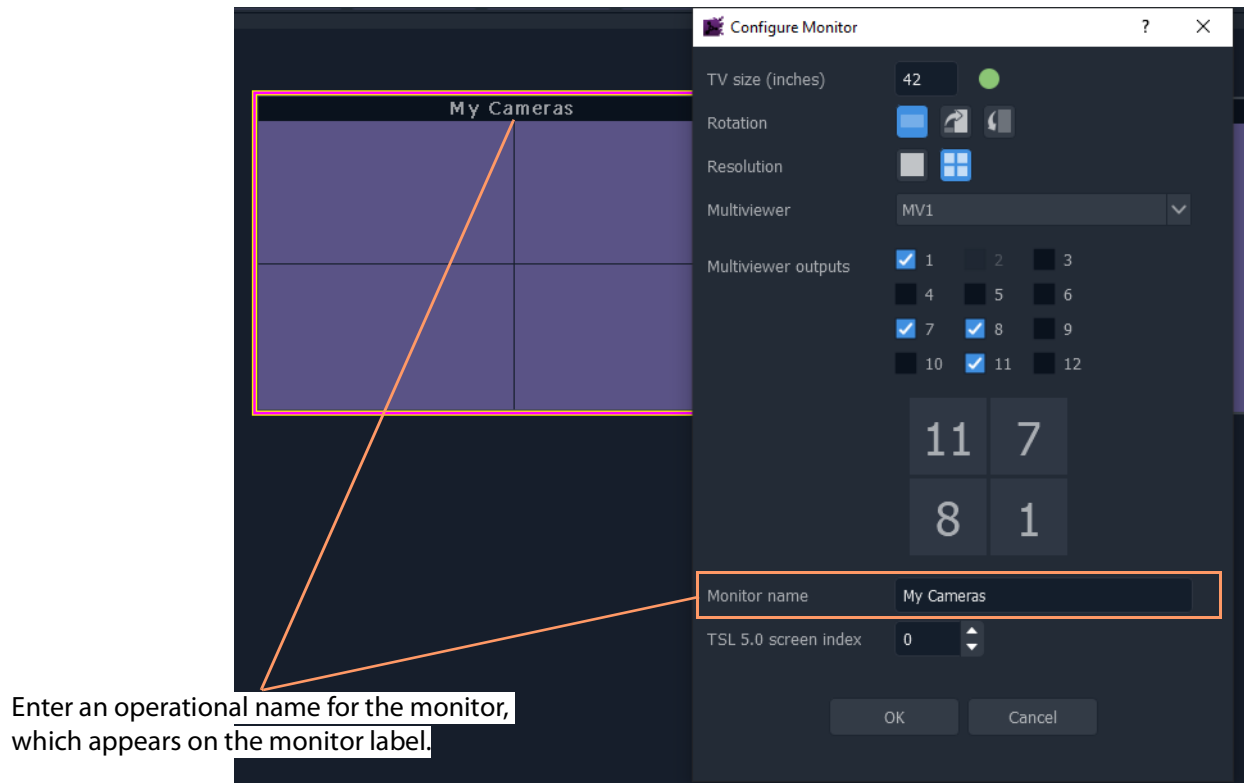 Configure Monitor ? ×
My Cameras
TV size (inches) 42
Rotation
Resolution
Multiviewer MV1
Multiviewer outputs 1 2 3
4 5 6
7 8 9
10 11 12
11 7
8 1
Monitor name My Cameras
TSL 5.0 screen index 0
OK Cancel
Enter an operational name for the monitor,
which appears on the monitor label.